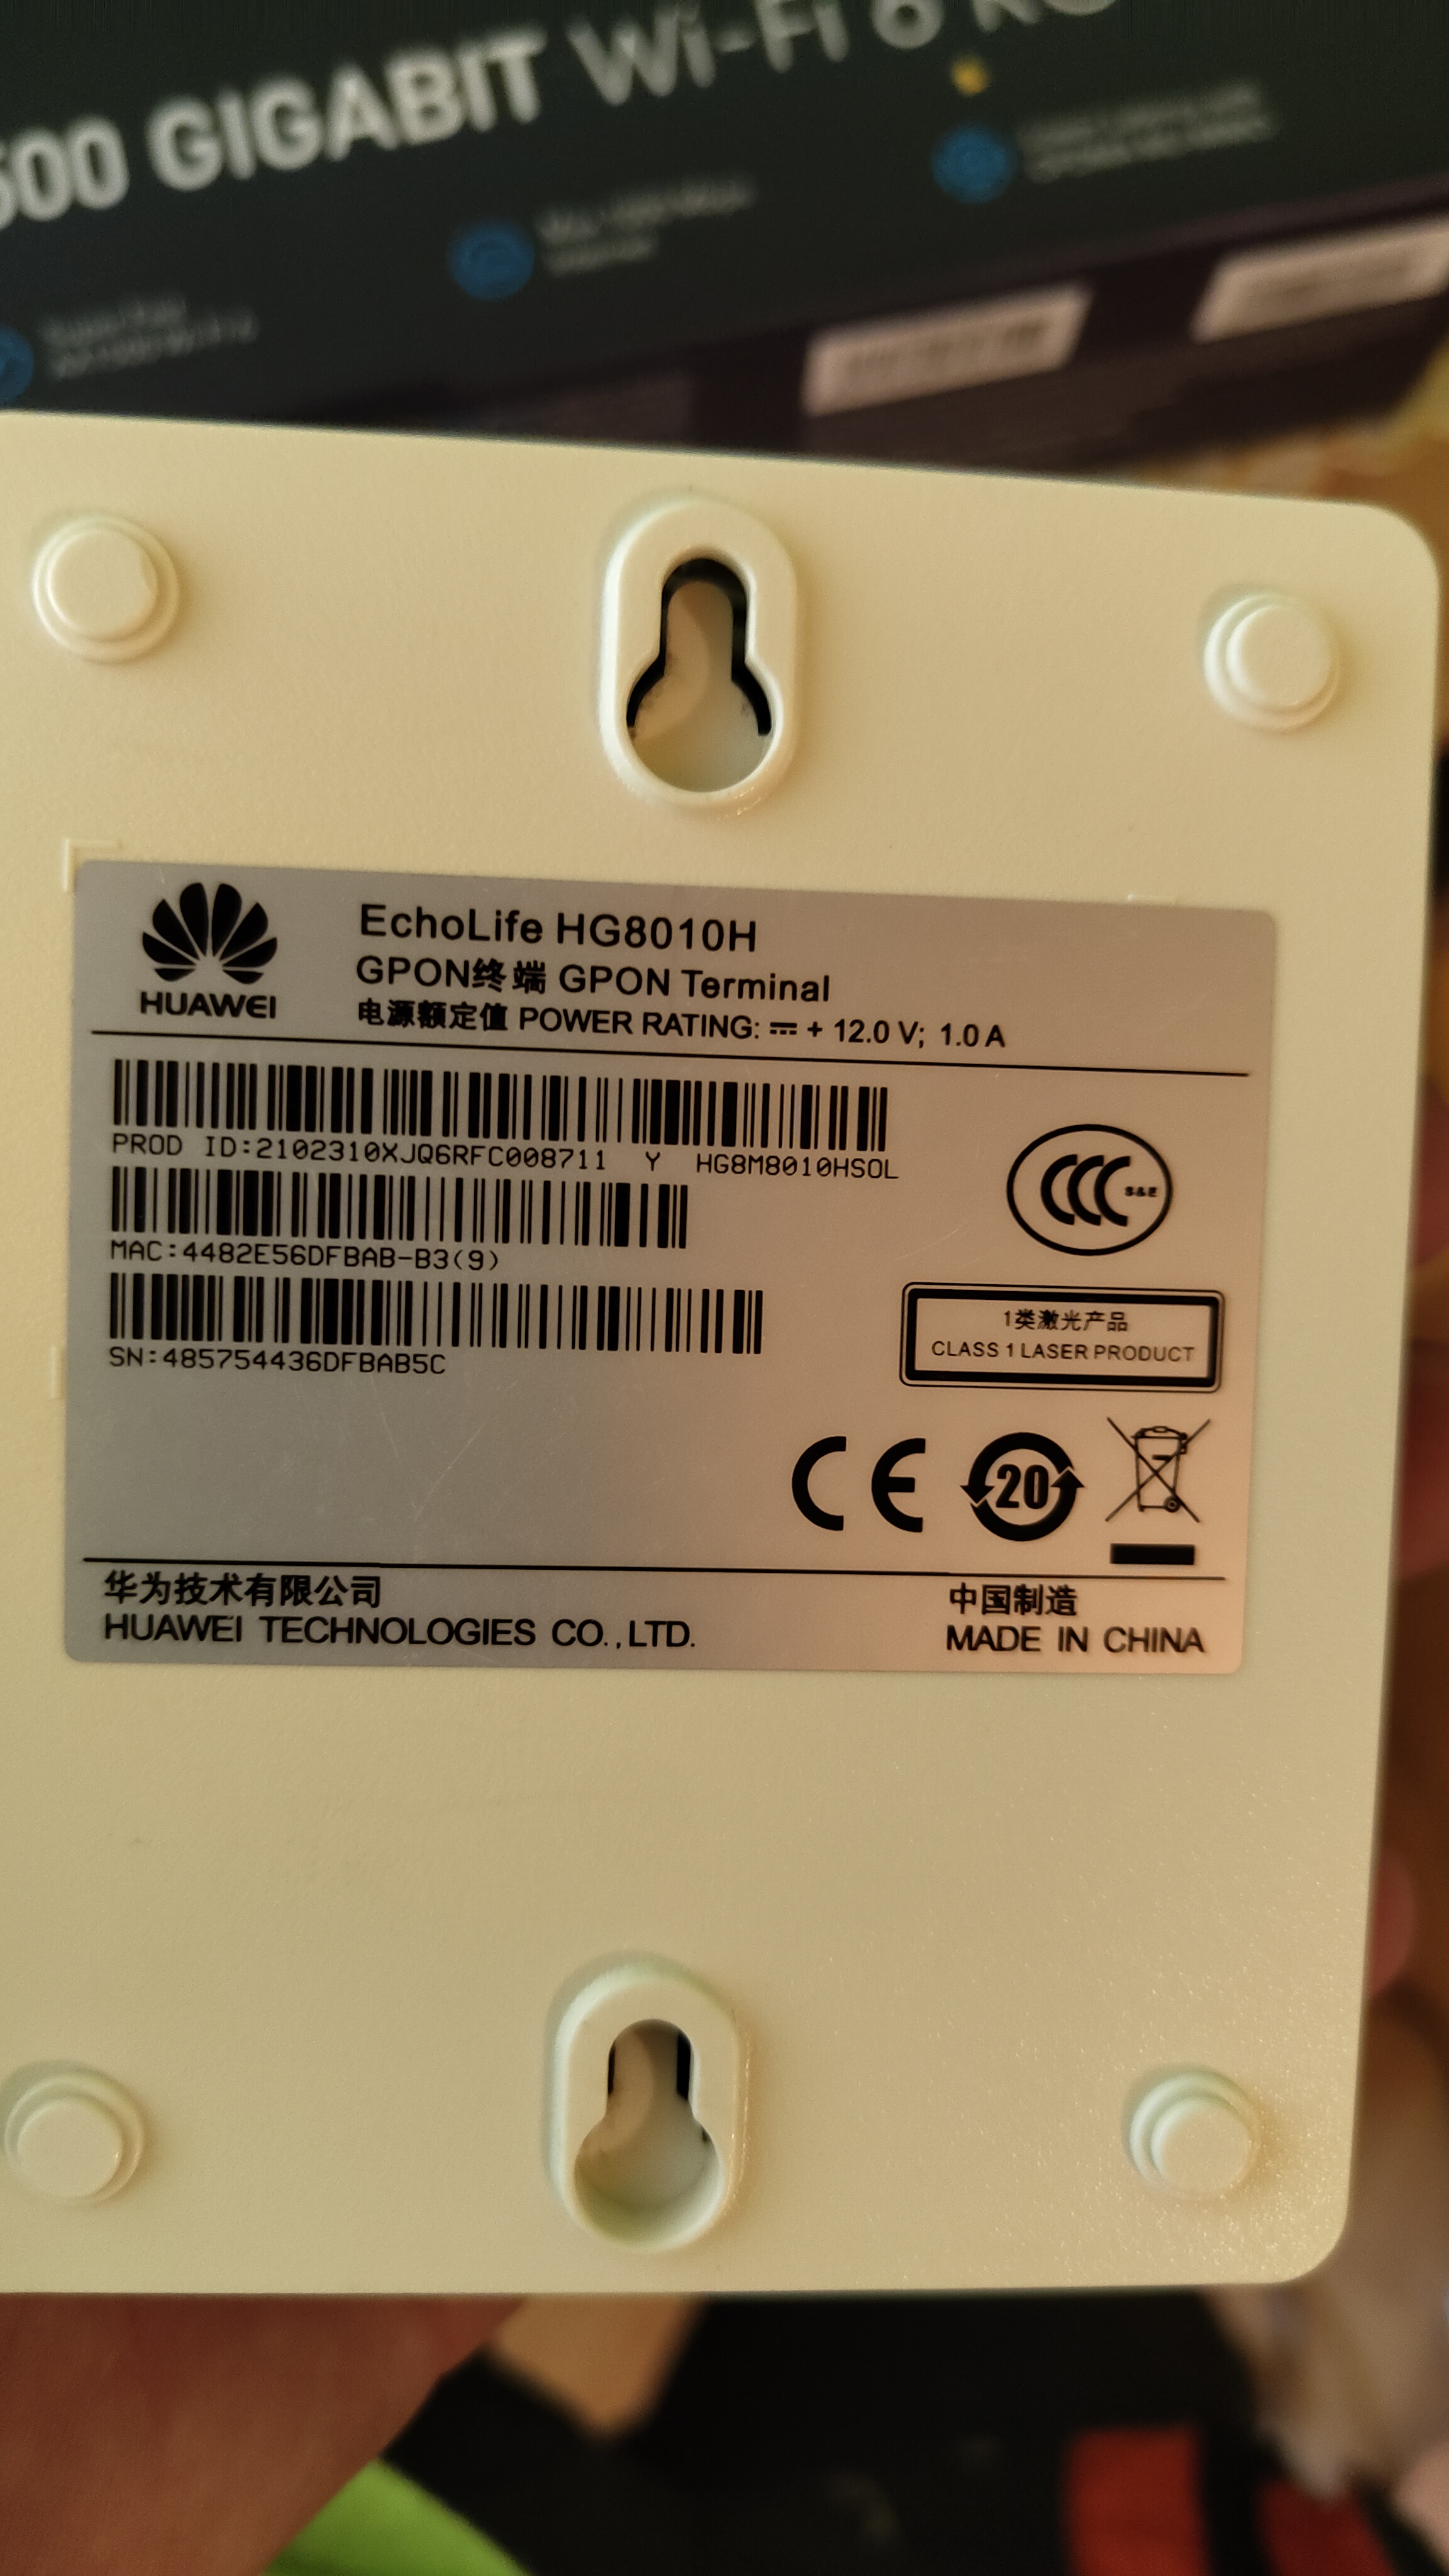 500 GIGABIT Wi-Fi 6
HUAWEI
EchoLife HG8010H
GPON终端 GPON Terminal
电源额定值 POWER RATING: ⎓ + 12.0 V; 1.0 A
PROD ID:2102310XJQ6RFC008711 Y HG8M8010HSOL
MAC:4482E56DFBAB-B3(9)
SN:485754436DFBAB5C
CCC S&E
1类激光产品
CLASS 1 LASER PRODUCT
CE 20
华为技术有限公司
HUAWEI TECHNOLOGIES CO.,LTD.
中国制造
MADE IN CHINA